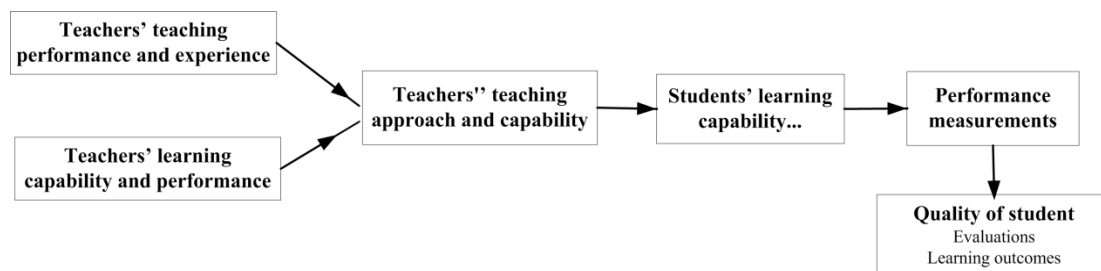 Teachers’ teaching
performance and experience
Teachers’ learning
capability and performance
Teachers'' teaching
approach and capability
Students’ learning
capability...
Performance
measurements
Quality of student
Evaluations
Learning outcomes